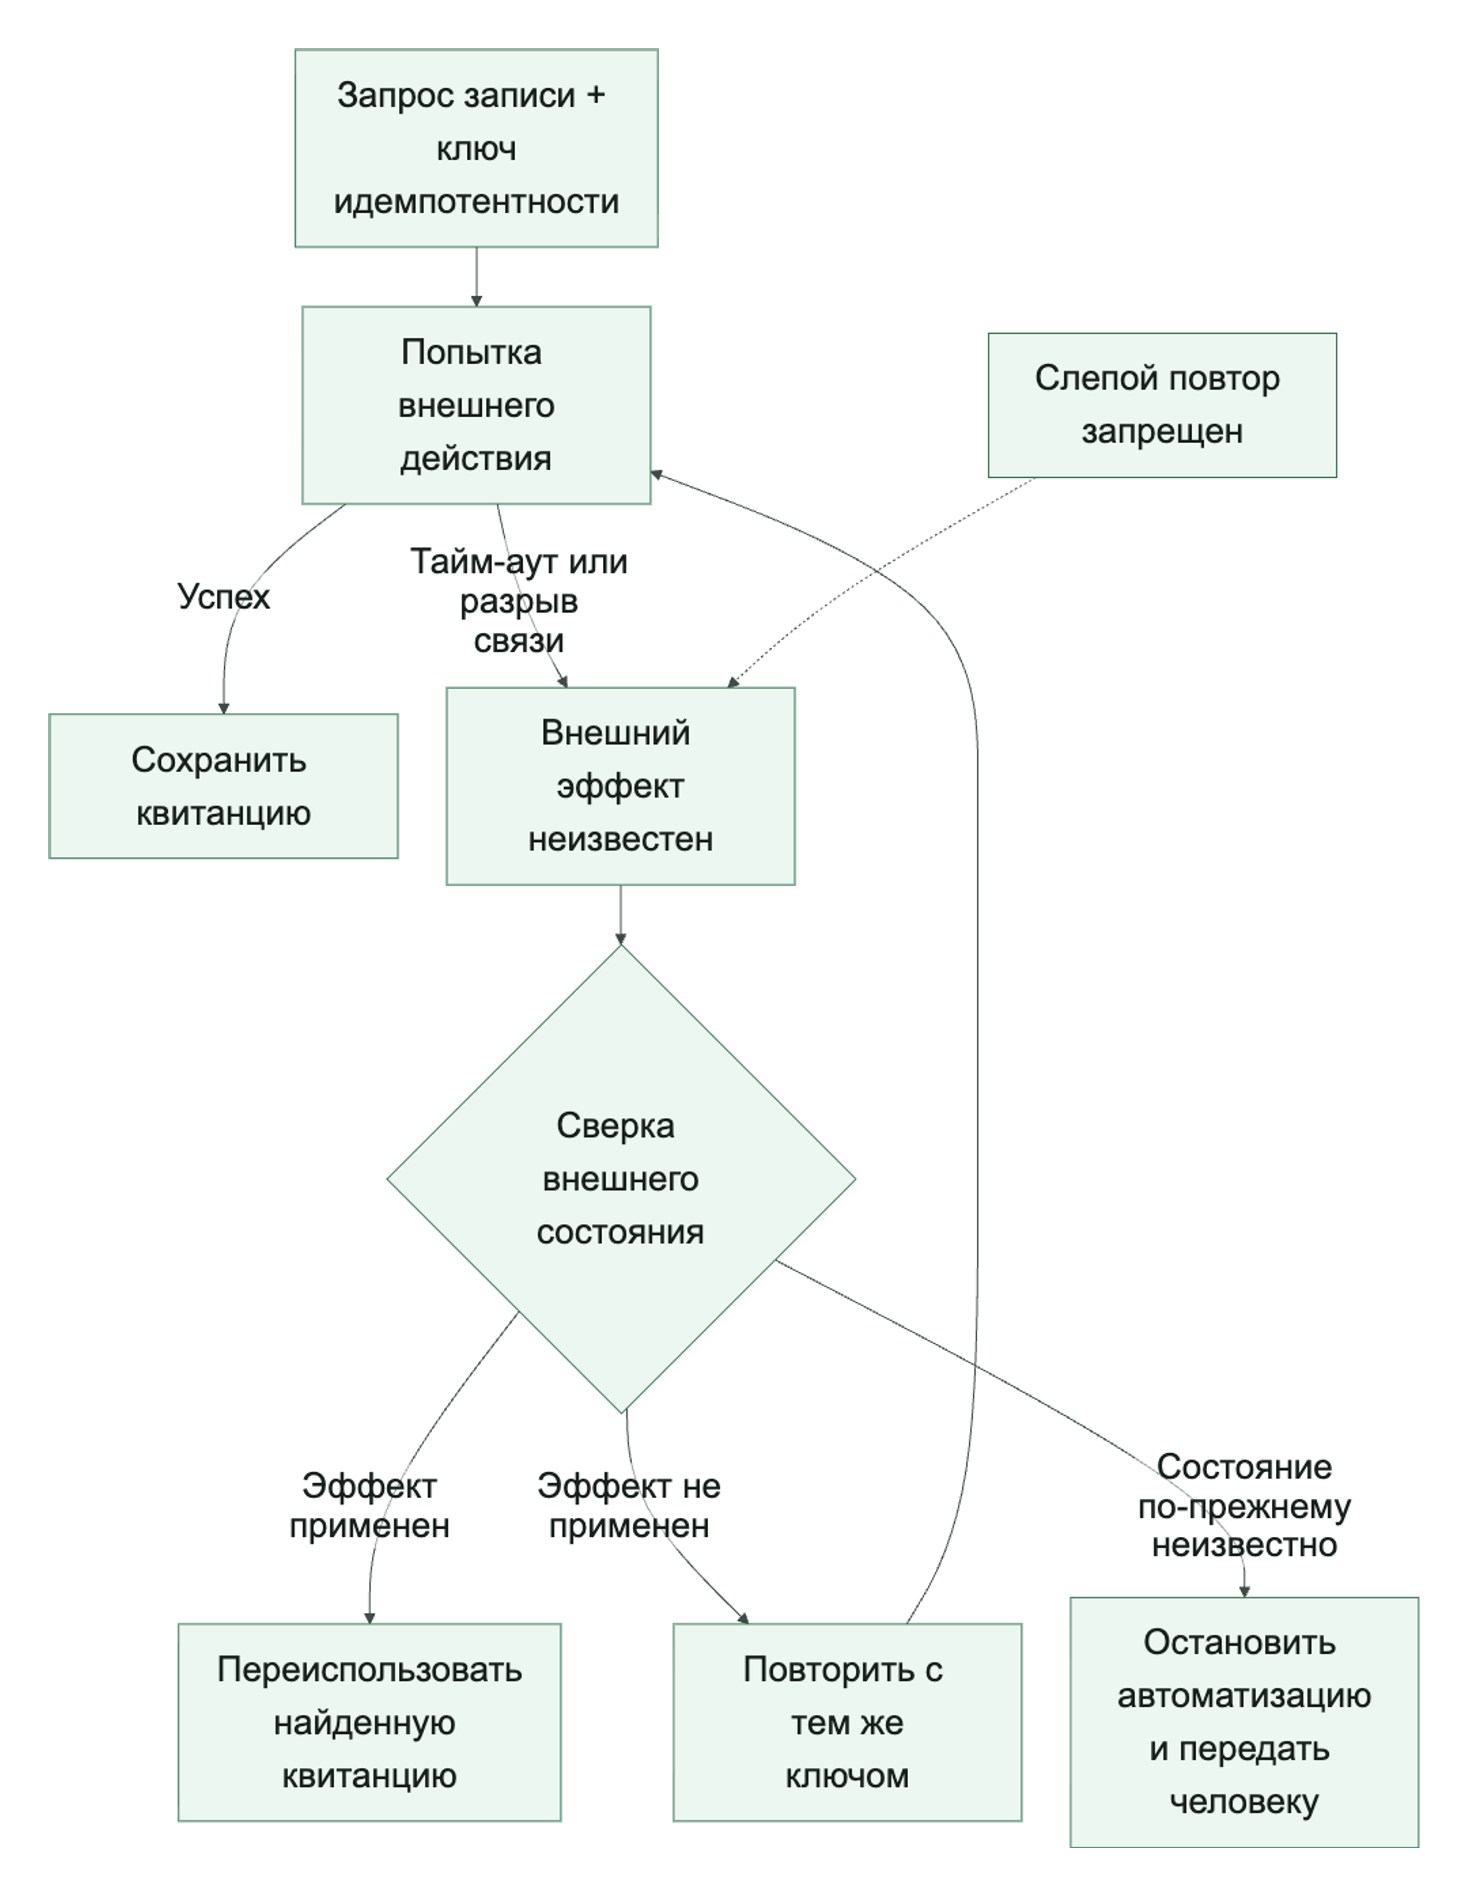 Запрос записи +
ключ
идемпотентности
Попытка
внешнего
действия
Слепой повтор
запрещен
Успех
Тайм-аут или
разрыв
связи
Сохранить
квитанцию
Внешний
эффект
неизвестен
Сверка
внешнего
состояния
Эффект
применен
Эффект не
применен
Состояние
по-прежнему
неизвестно
Переиспользовать
найденную
квитанцию
Повторить с
тем же
ключом
Остановить
автоматизацию
и передать
человеку